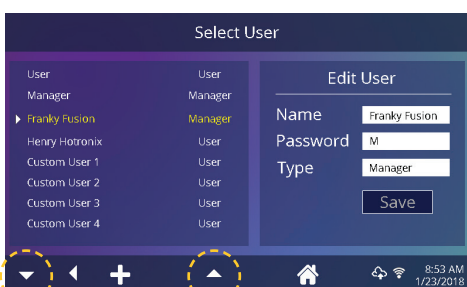 Select User
User User
Manager Manager
Franky Fusion Manager
Henry Hotronix User
Custom User 1 User
Custom User 2 User
Custom User 3 User
Custom User 4 User
Edit User
Name Franky Fusion
Password M
Type Manager
Save
8:53 AM
1/23/2018